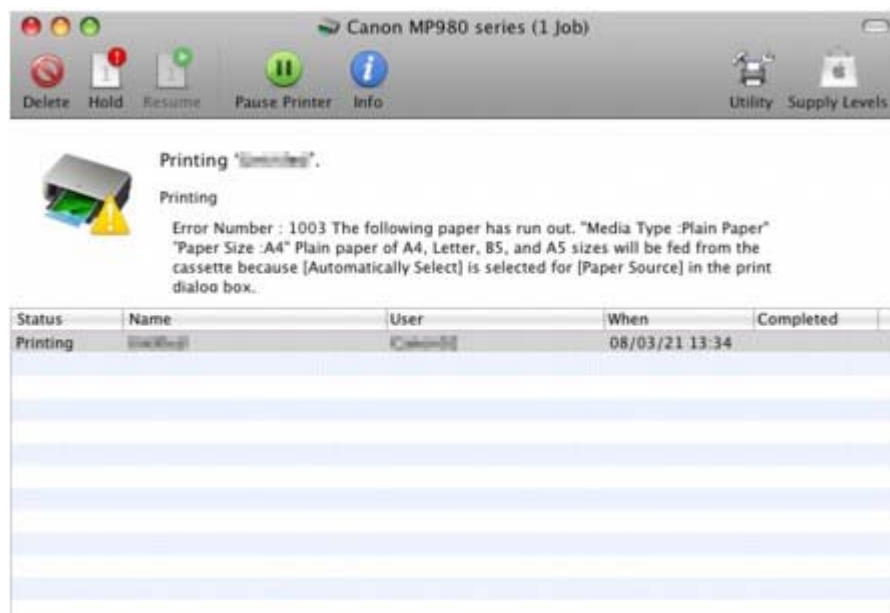 Canon MP980 series (1 Job)
Delete Hold Resume Pause Printer Info Utility Supply Levels
Printing " ".
Printing
Error Number : 1003 The following paper has run out. "Media Type :Plain Paper"
"Paper Size :A4" Plain paper of A4, Letter, B5, and A5 sizes will be fed from the
cassette because [Automatically Select] is selected for [Paper Source] in the print
dialog box.
Status Name User When Completed
Printing 08/03/21 13:34